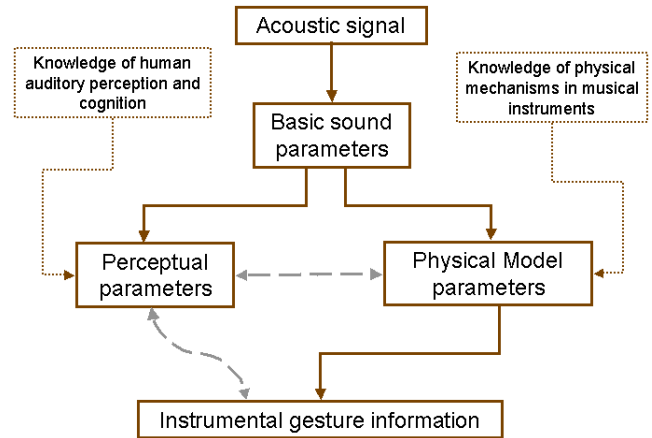 Acoustic signal
Knowledge of human
auditory perception and
cognition
Knowledge of physical
mechanisms in musical
instruments
Basic sound
parameters
Perceptual
parameters
Physical Model
parameters
Instrumental gesture information